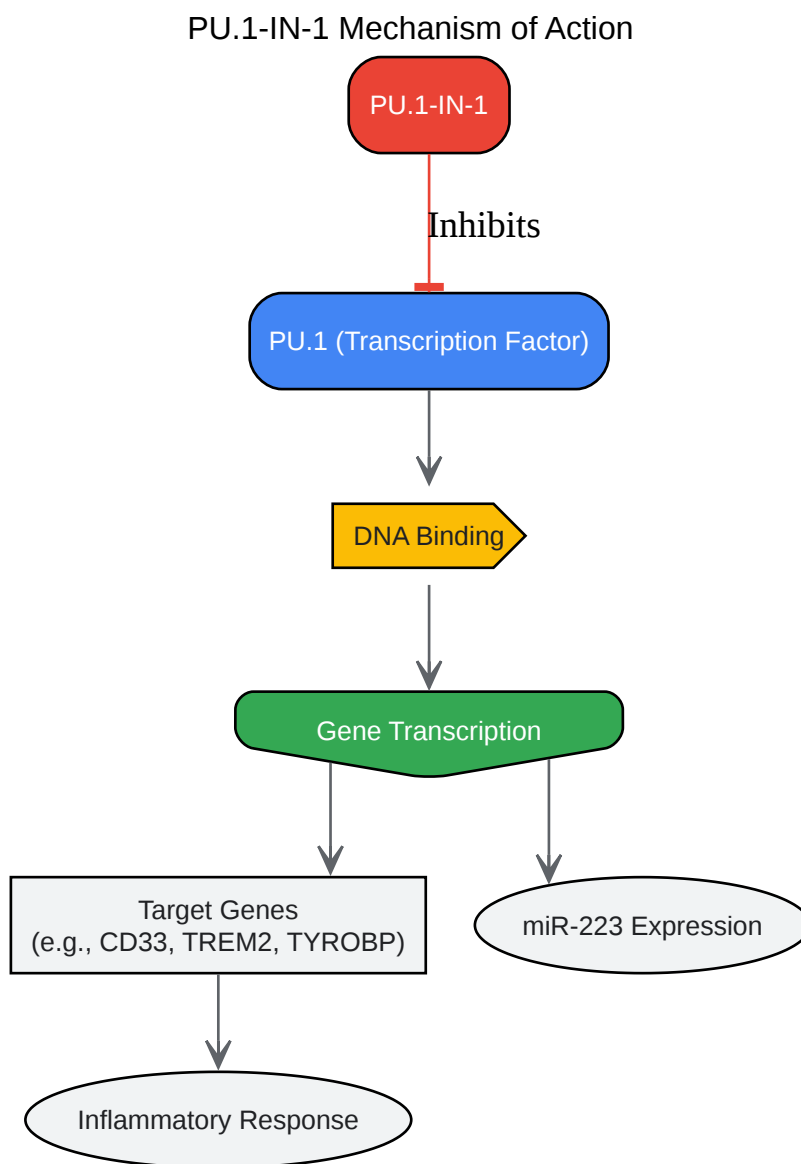 PU.1-IN-1 Mechanism of Action
PU.1-IN-1
Inhibits
PU.1 (Transcription Factor)
DNA Binding
Gene Transcription
Target Genes
(e.g., CD33, TREM2, TYROBP)
miR-223 Expression
Inflammatory Response